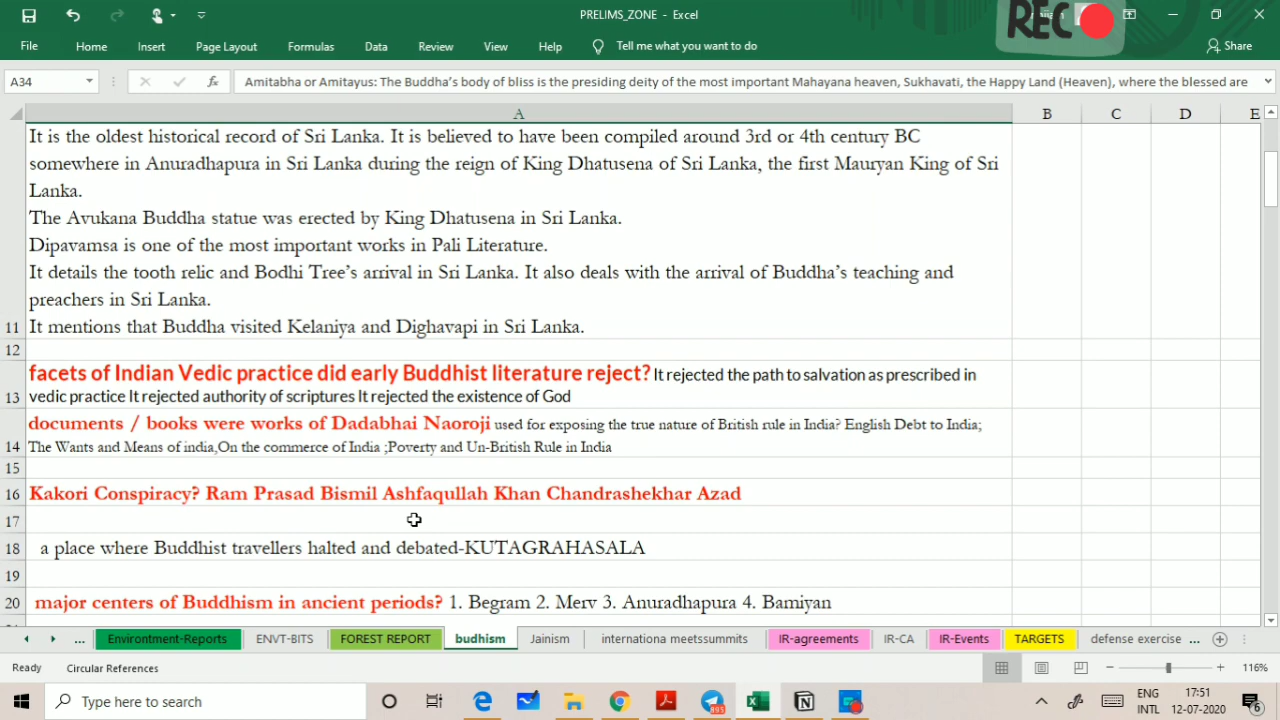 PRELIMS_ZONE - Excel
REC
File Home Insert Page Layout Formulas Data Review View Help Tell me what you want to do Share
A34 fx Amitabha or Amitayus: The Buddha's body of bliss is the presiding deity of the most important Mahayana heaven, Sukhavati, the Happy Land (Heaven), where the blessed are
A B C D E
It is the oldest historical record of Sri Lanka. It is believed to have been compiled around 3rd or 4th century BC
somewhere in Anuradhapura in Sri Lanka during the reign of King Dhatusena of Sri Lanka, the first Mauryan King of Sri
Lanka.
The Avukana Buddha statue was erected by King Dhatusena in Sri Lanka.
Dipavamsa is one of the most important works in Pali Literature.
It details the tooth relic and Bodhi Tree's arrival in Sri Lanka. It also deals with the arrival of Buddha's teaching and
preachers in Sri Lanka.
11 It mentions that Buddha visited Kelaniya and Dighavapi in Sri Lanka.
12
facets of Indian Vedic practice did early Buddhist literature reject? It rejected the path to salvation as prescribed in
13 vedic practice It rejected authority of scriptures It rejected the existence of God
documents / books were works of Dadabhai Naoroji used for exposing the true nature of British rule in India? English Debt to India;
14 The Wants and Means of india,On the commerce of India ;Poverty and Un-British Rule in India
15
16 Kakori Conspiracy? Ram Prasad Bismil Ashfaqullah Khan Chandrashekhar Azad
17
18 a place where Buddhist travellers halted and debated-KUTAGRAHASALA
19
20 major centers of Buddhism in ancient periods? 1. Begram 2. Merv 3. Anuradhapura 4. Bamiyan
... Environtment-Reports ENVT-BITS FOREST REPORT budhism Jainism internationa meetssummits IR-agreements IR-CA IR-Events TARGETS defense exercise ...
Ready Circular References 116%
Type here to search 895 ENG 17:51
INTL 12-07-2020 6